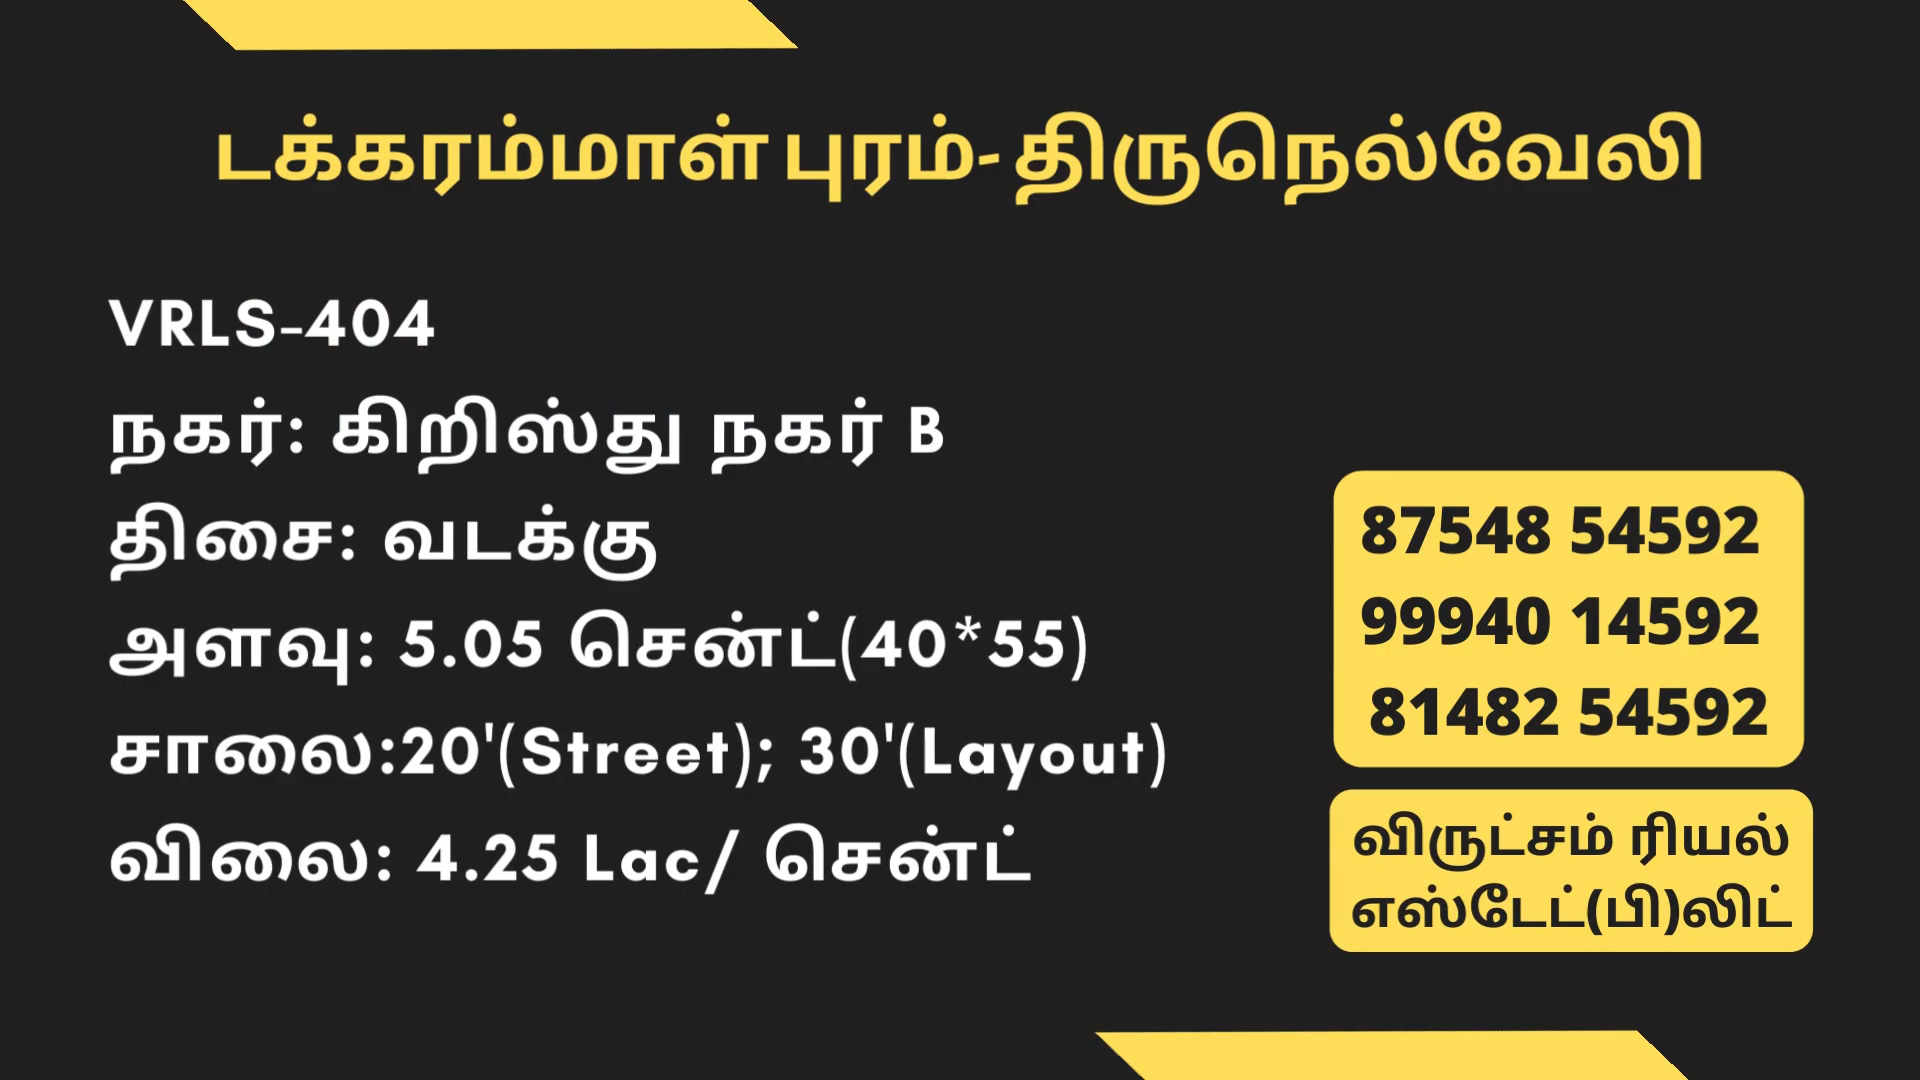 டக்கரம்மாள் புரம்- திருநெல்வேலி
VRLS-404
நகர்: கிறிஸ்து நகர் B
திசை: வடக்கு
அளவு: 5.05 சென்ட்(40*55)
சாலை:20'(Street); 30'(Layout)
விலை: 4.25 Lac/ சென்ட்
87548 54592
99940 14592
81482 54592
விருட்சம் ரியல்
எஸ்டேட்(பி)லிட்